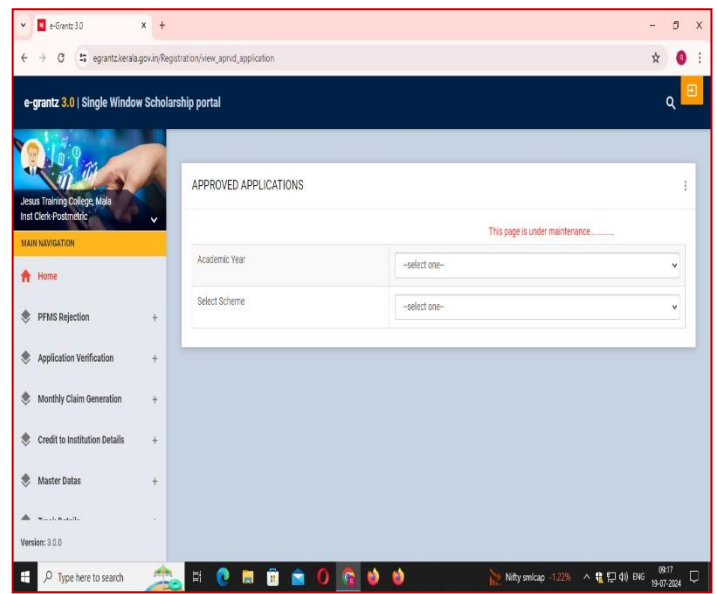 e-Grantz 3.0
egrantz.kerala.gov.in/Registration/view_aprvd_application
e-grantz 3.0 | Single Window Scholarship portal
Jesus Training College, Mala
Inst Clerk-Postmetric
MAIN NAVIGATION
Home
PFMS Rejection +
Application Verification +
Monthly Claim Generation +
Credit to Institution Details +
Master Datas +
Version: 3.0.0
APPROVED APPLICATIONS
This page is under maintenance............
Academic Year
--select one--
Select Scheme
--select one--
Type here to search
Nifty smlcap -1.22%
ENG
09:17
19-07-2024